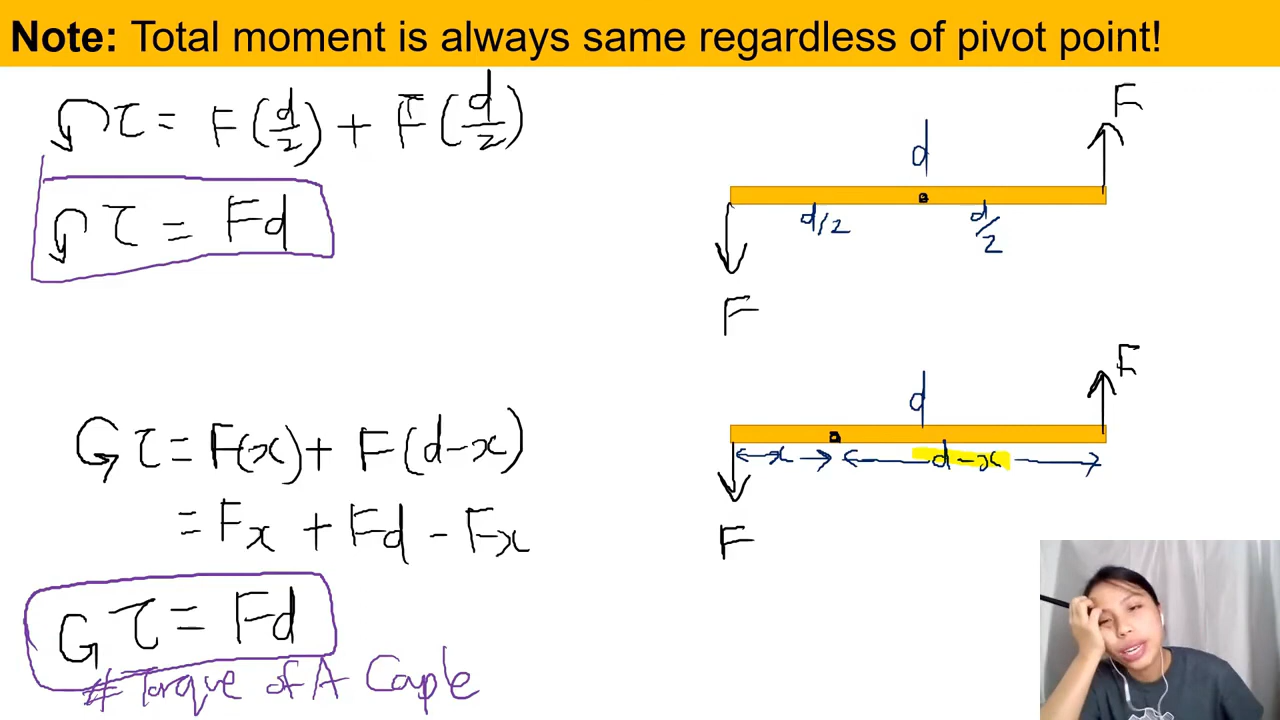 Note: Total moment is always same regardless of pivot point!
τ = F(d/2) + F(d/2)
τ = Fd
F
d
d/2 d/2
F
τ = F(x) + F(d-x)
= Fx + Fd - Fx
τ = Fd
# Torque of A Couple
F
d
x d-x
F